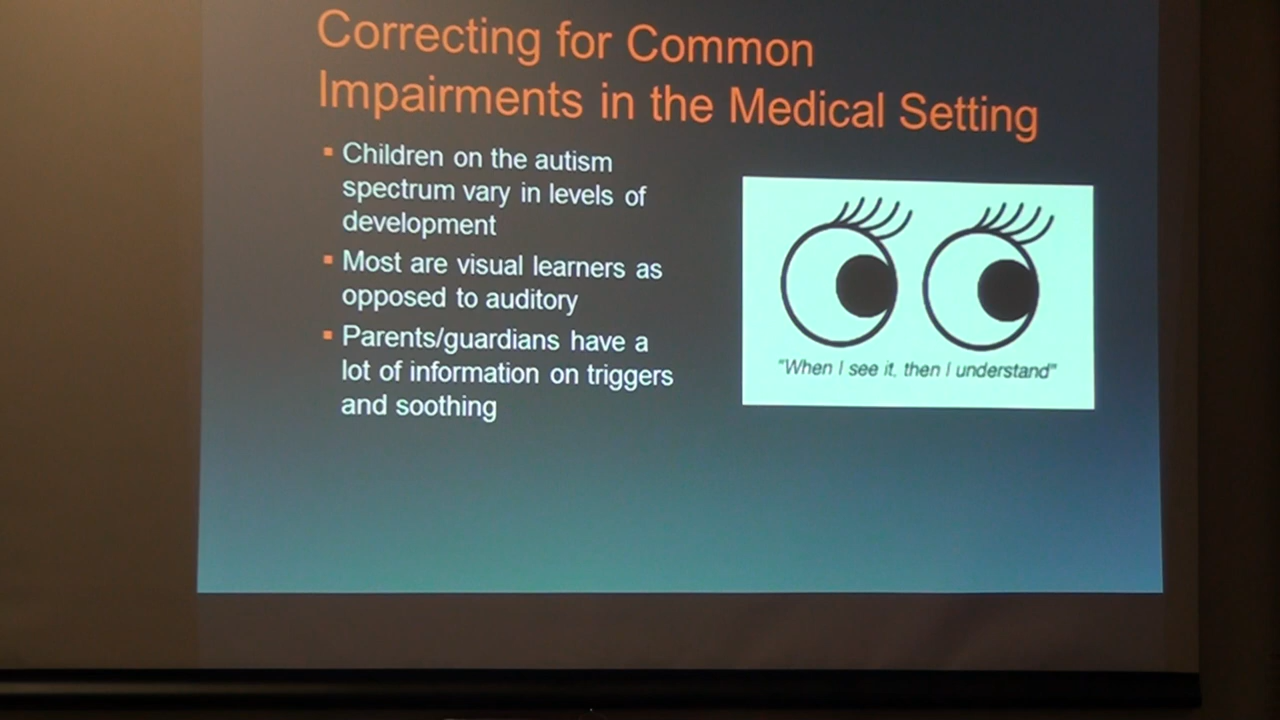 Correcting for Common
Impairments in the Medical Setting
Children on the autism
spectrum vary in levels of
development
Most are visual learners as
opposed to auditory
Parents/guardians have a
lot of information on triggers
and soothing
"When I see it, then I understand"